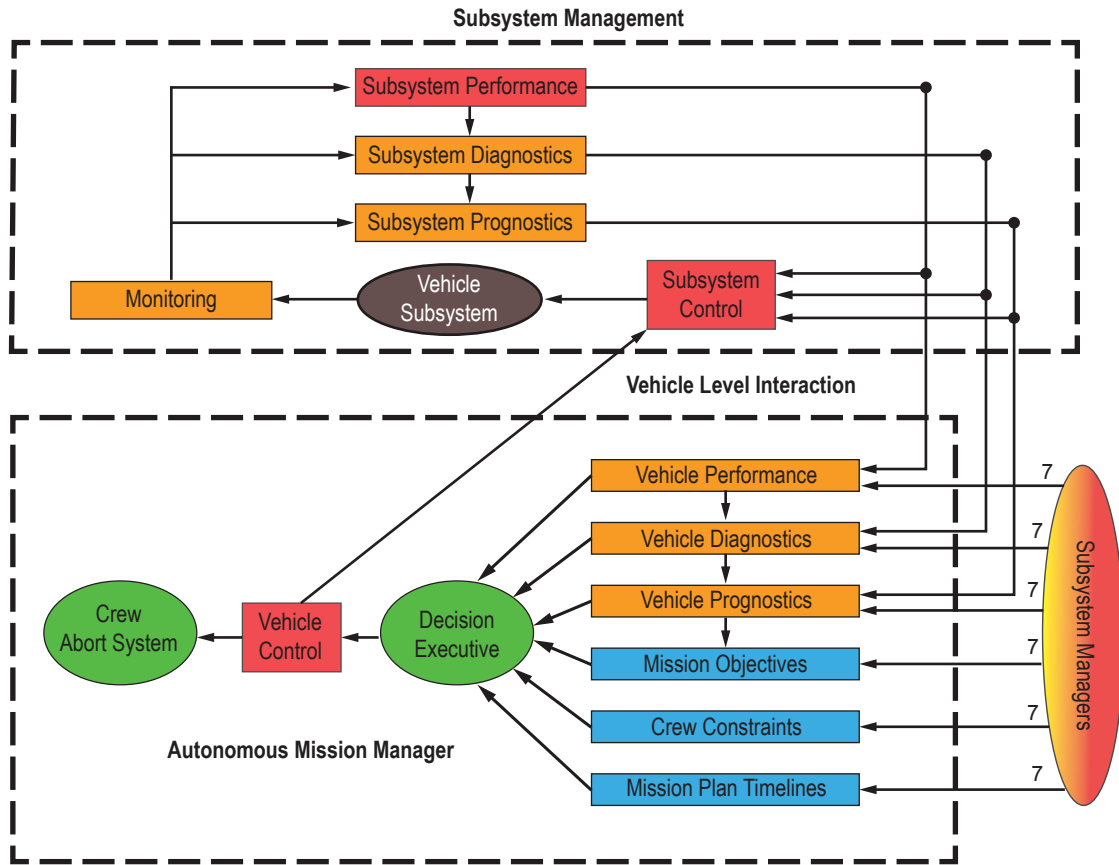 Subsystem Management
Subsystem Performance
Subsystem Diagnostics
Subsystem Prognostics
Monitoring
Vehicle
Subsystem
Subsystem
Control
Vehicle Level Interaction
Vehicle Performance
7
Vehicle Diagnostics
7
Vehicle Prognostics
7
Mission Objectives
7
Crew Constraints
7
Mission Plan Timelines
7
Crew
Abort System
Vehicle
Control
Decision
Executive
Subsystem Managers
Autonomous Mission Manager